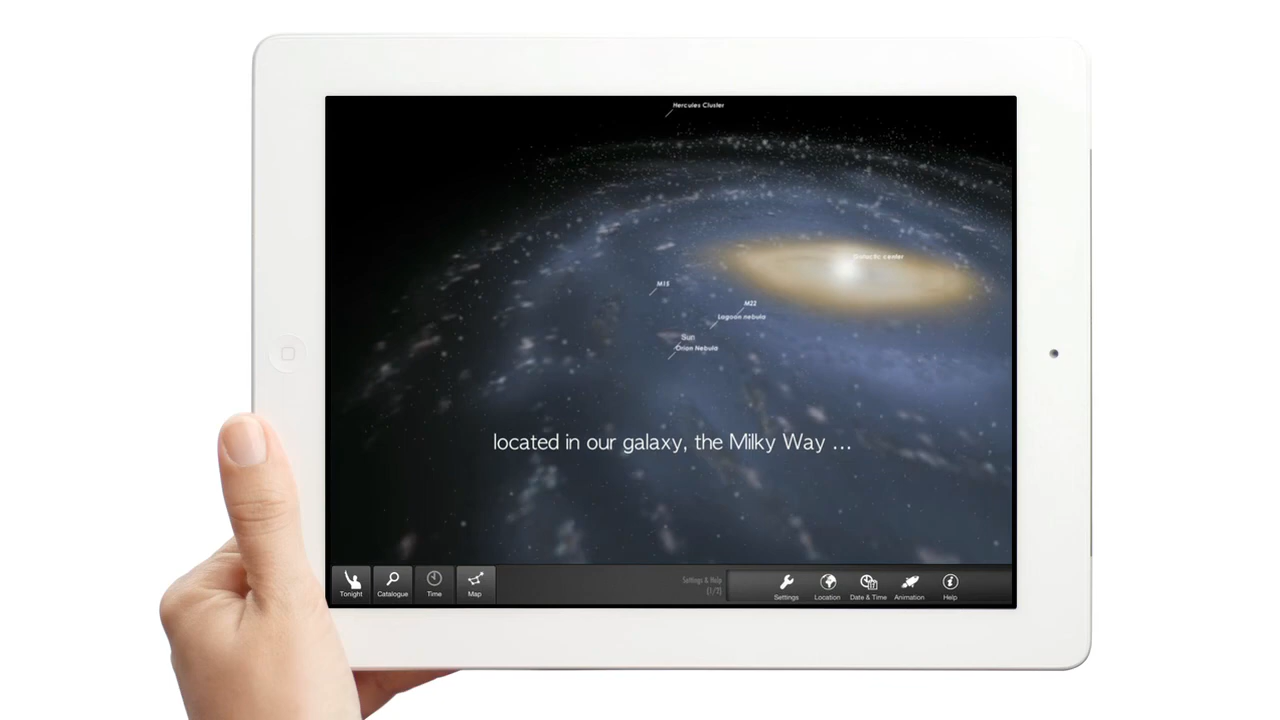 Hercules Cluster
Galactic center
M15
M22
Lagoon nebula
Sun
Orion Nebula
located in our galaxy, the Milky Way ...
Tonight
Catalogue
Time
Map
Settings & Help
(1/2)
Settings
Location
Date & Time
Animation
Help